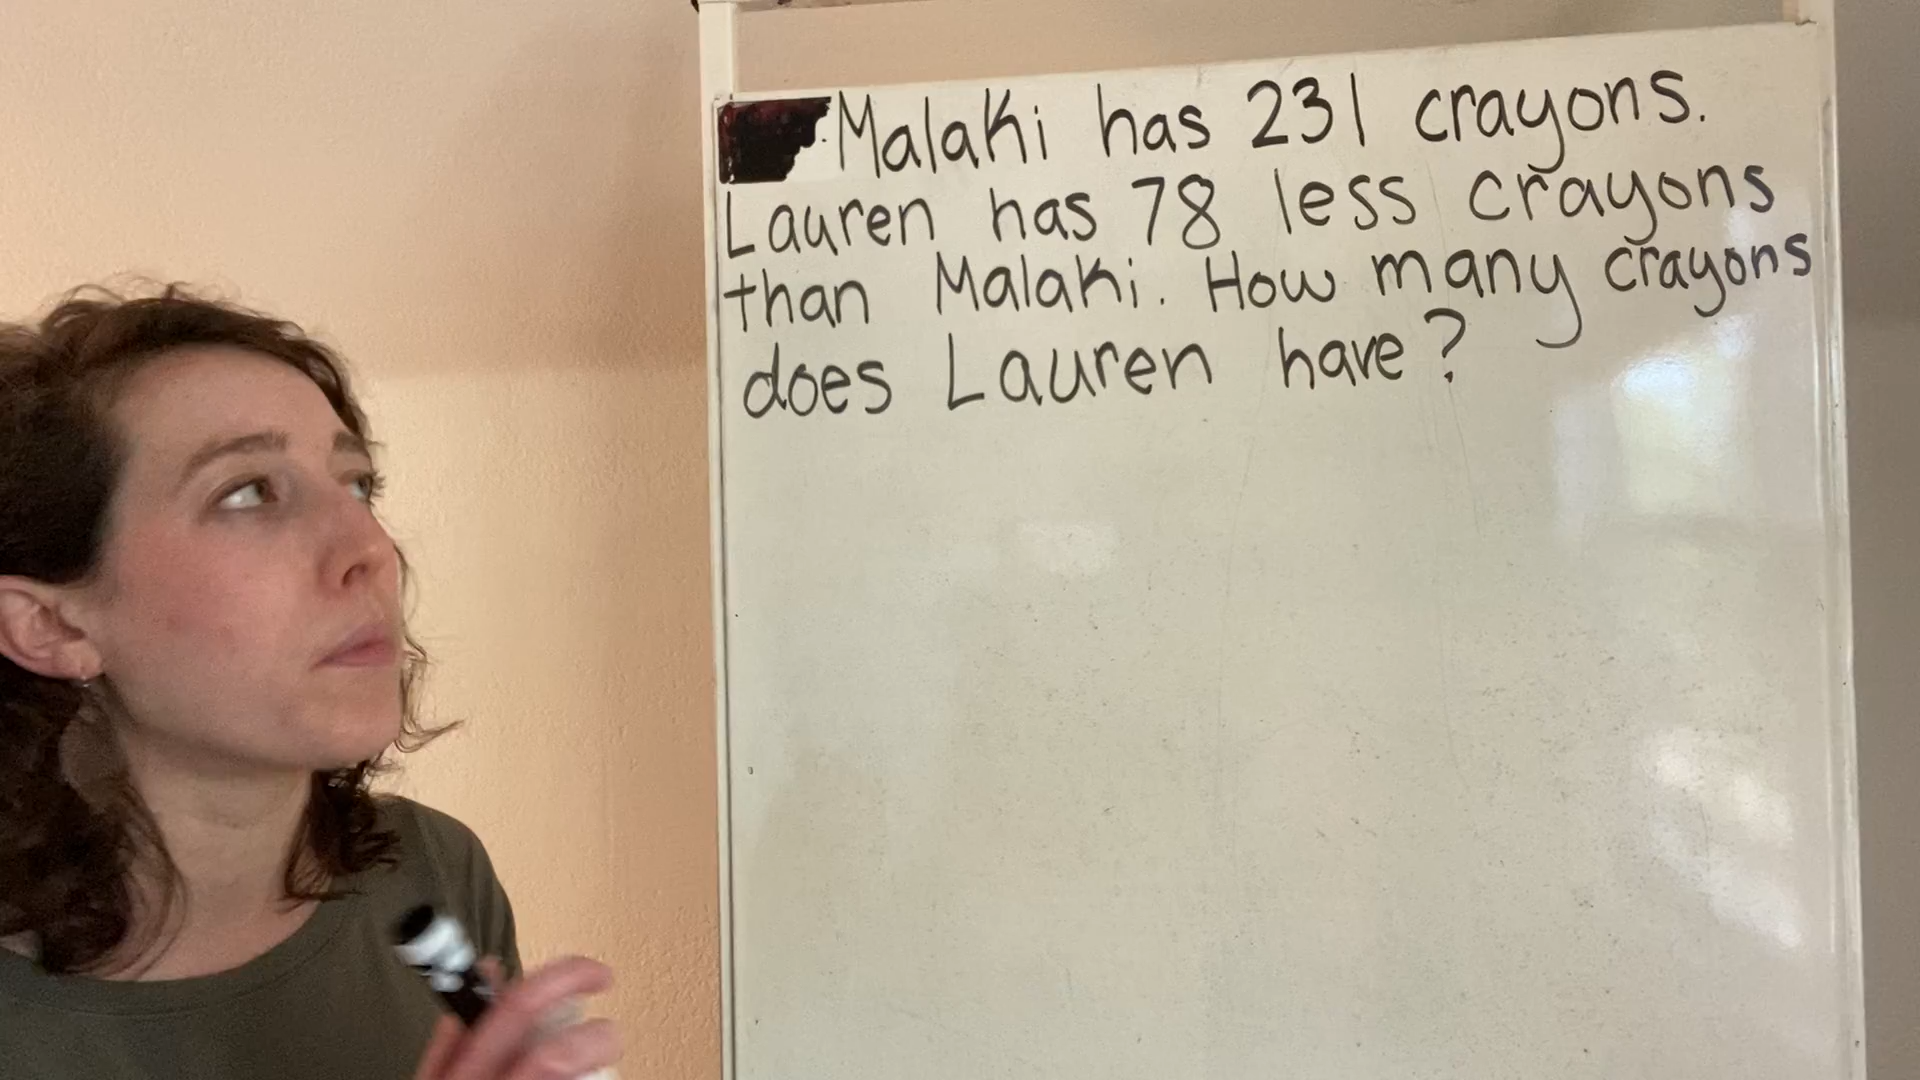 Malaki has 231 crayons.
Lauren has 78 less crayons
than Malaki. How many crayons
does Lauren have?